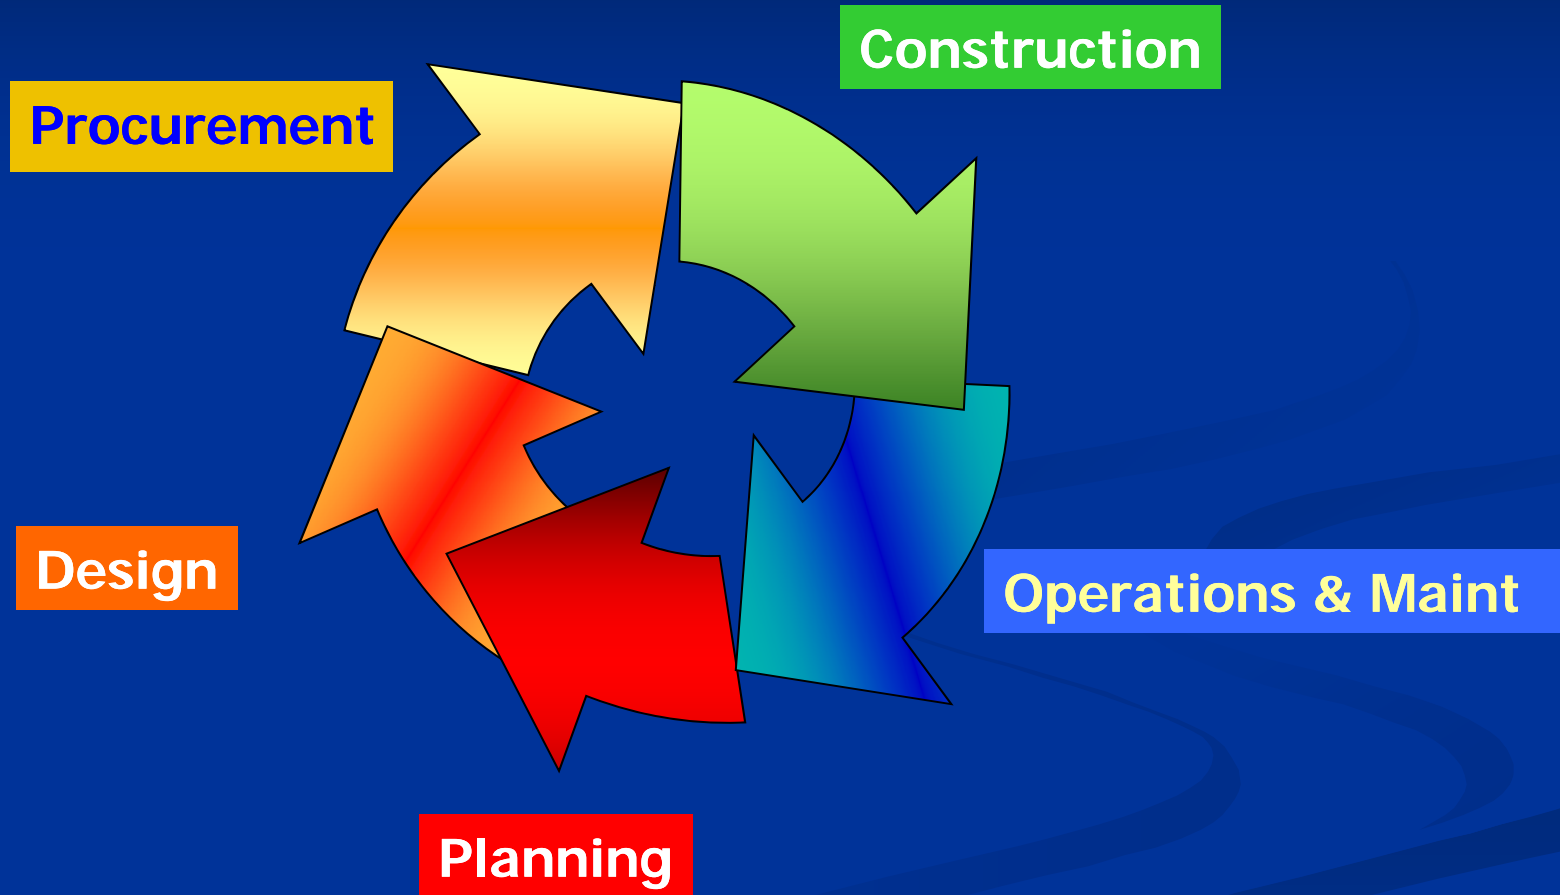 Construction
Procurement
Design
Operations & Maint
Planning